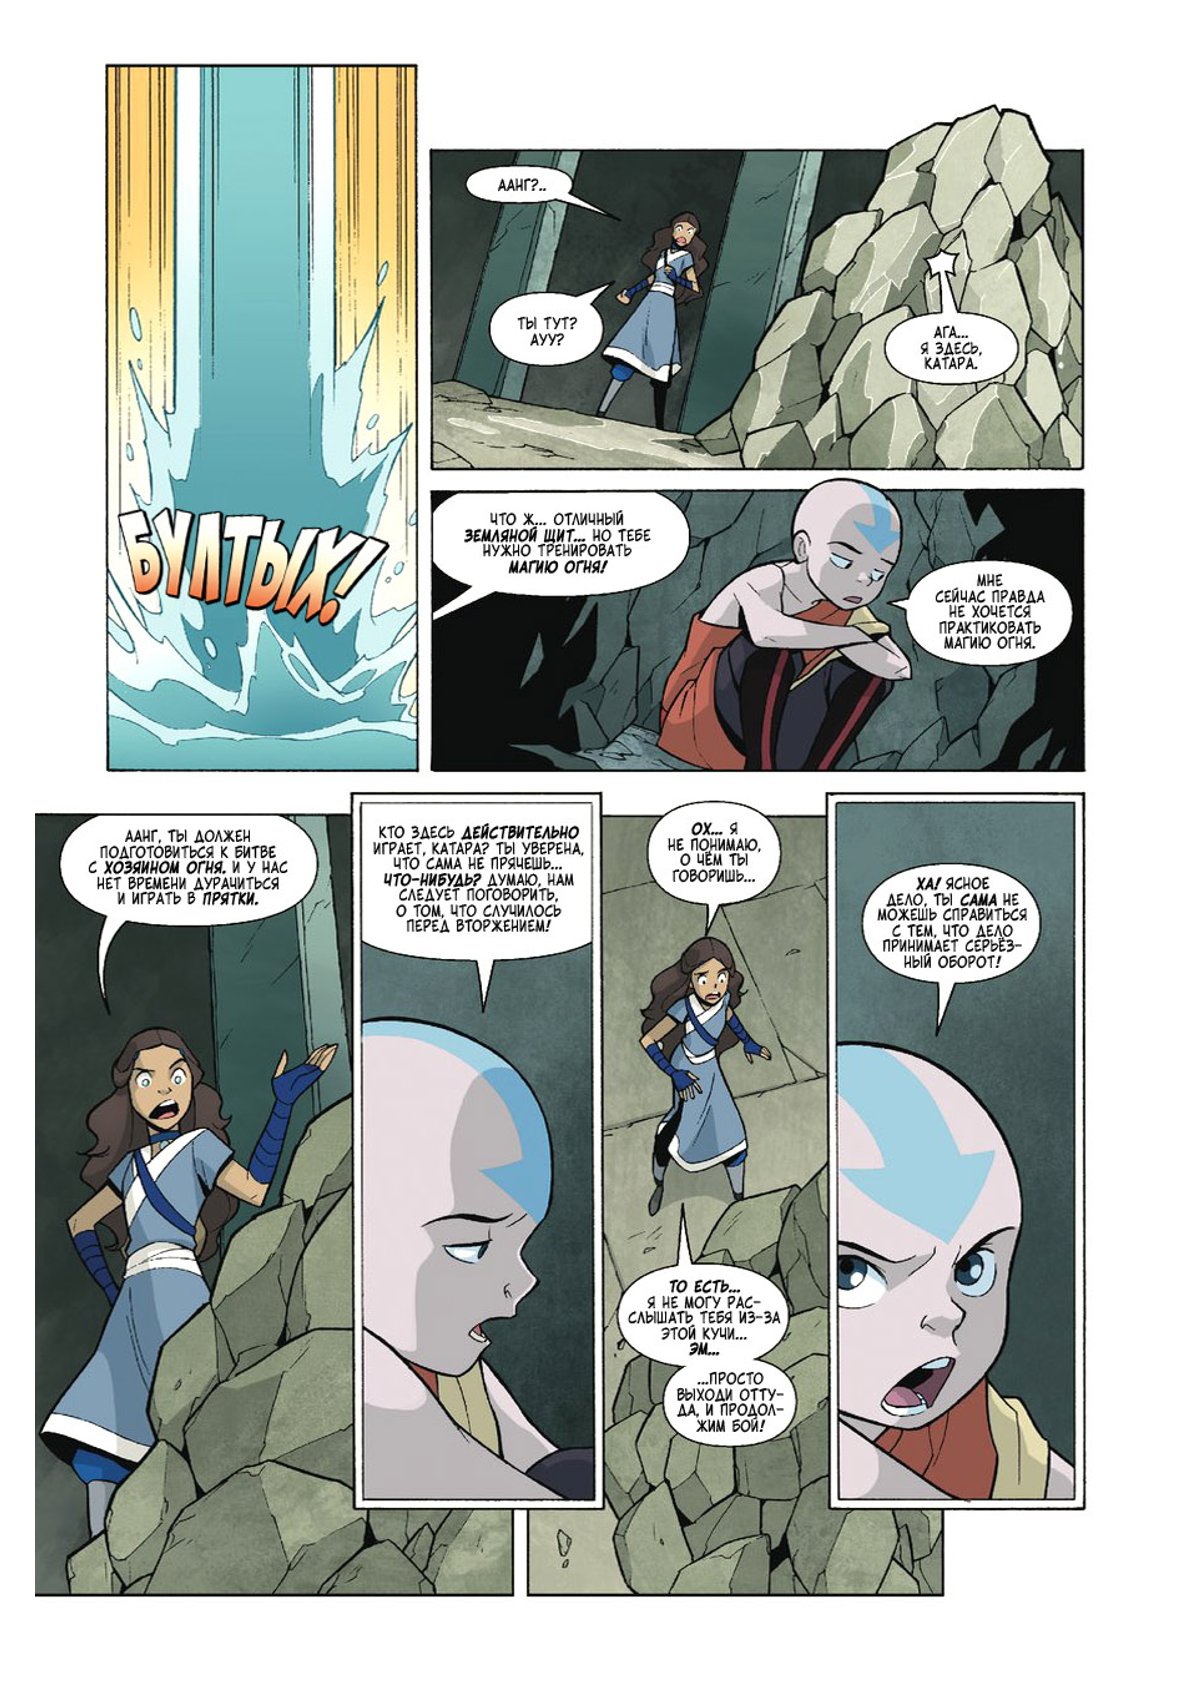 БУЛТЫХ!
ААНГ?..
ТЫ ТУТ?
АУУ?
АГА...
Я ЗДЕСЬ,
КАТАРА.
ЧТО Ж... ОТЛИЧНЫЙ
ЗЕМЛЯНОЙ ЩИТ... НО ТЕБЕ
НУЖНО ТРЕНИРОВАТЬ
МАГИЮ ОГНЯ!
МНЕ
СЕЙЧАС ПРАВДА
НЕ ХОЧЕТСЯ
ПРАКТИКОВАТЬ
МАГИЮ ОГНЯ.
ААНГ, ТЫ ДОЛЖЕН
ПОДГОТОВИТЬСЯ К БИТВЕ
С ХОЗЯИНОМ ОГНЯ. И У НАС
НЕТ ВРЕМЕНИ ДУРАЧИТЬСЯ
И ИГРАТЬ В ПРЯТКИ.
КТО ЗДЕСЬ ДЕЙСТВИТЕЛЬНО
ИГРАЕТ, КАТАРА? ТЫ УВЕРЕНА,
ЧТО САМА НЕ ПРЯЧЕШЬ...
ЧТО-НИБУДЬ? ДУМАЮ, НАМ
СЛЕДУЕТ ПОГОВОРИТЬ,
О ТОМ, ЧТО СЛУЧИЛОСЬ
ПЕРЕД ВТОРЖЕНИЕМ!
ОХ... Я
НЕ ПОНИМАЮ,
О ЧЁМ ТЫ
ГОВОРИШЬ...
ТО ЕСТЬ...
Я НЕ МОГУ РАС-
СЛЫШАТЬ ТЕБЯ ИЗ-ЗА
ЭТОЙ КУЧИ...
ЭМ...
...ПРОСТО
ВЫХОДИ ОТТУ-
ДА, И ПРОДОЛ-
ЖИМ БОЙ!
ХА! ЯСНОЕ
ДЕЛО, ТЫ САМА НЕ
МОЖЕШЬ СПРАВИТЬСЯ
С ТЕМ, ЧТО ДЕЛО
ПРИНИМАЕТ СЕРЬЁЗ-
НЫЙ ОБОРОТ!